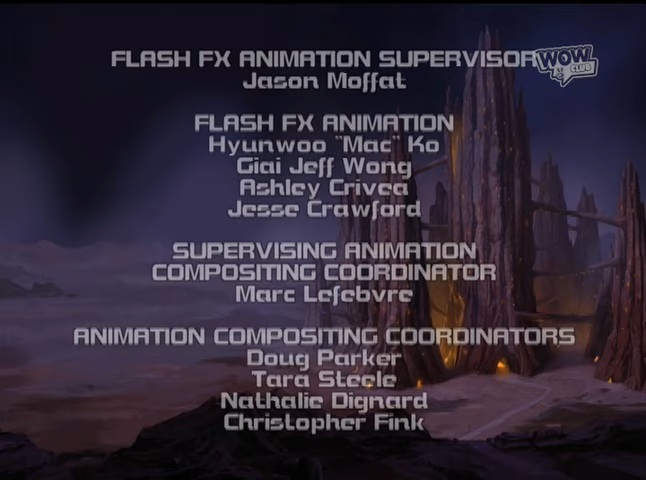 FLASH FX ANIMATION SUPERVISOR
WOW
CLUB
Jason Moffat
FLASH FX ANIMATION
Hyunwoo "Mac" Ko
Giai Jeff Wong
Ashley Crivea
Jesse Crawford
SUPERVISING ANIMATION
COMPOSITING COORDINATOR
Marc Lefebvre
ANIMATION COMPOSITING COORDINATORS
Doug Parker
Tara Steele
Nathalie Dignard
Christopher Fink